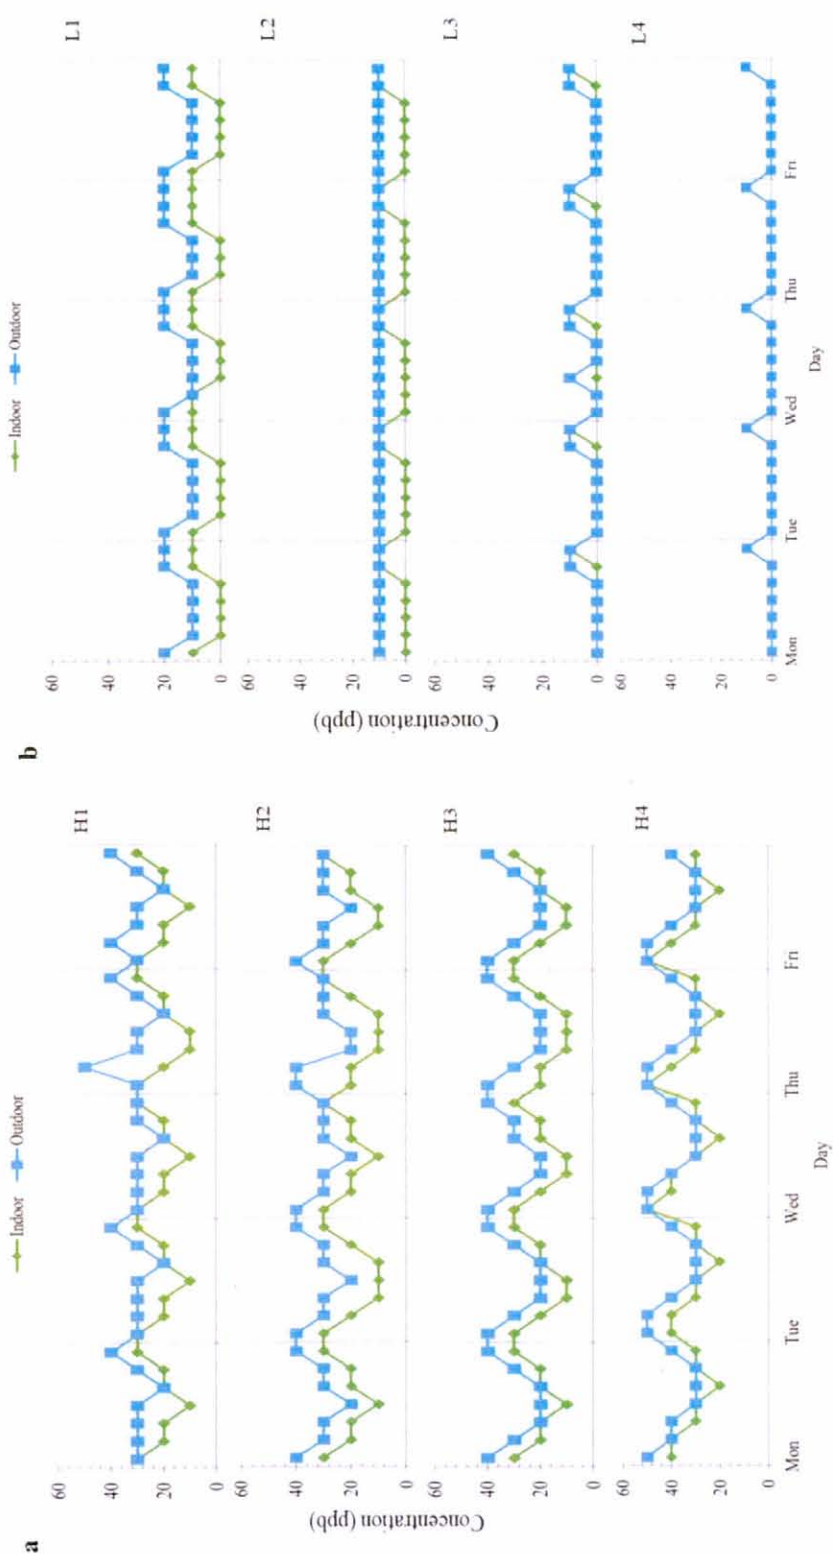 a
Indoor Outdoor
H1
60
40
20
0
H2
60
40
20
0
H3
60
40
20
0
H4
60
40
20
0
Concentration (ppb)
Mon Tue Wed Thu Fri
Day
b
Indoor Outdoor
L1
60
40
20
0
L2
60
40
20
0
L3
60
40
20
0
L4
60
40
20
0
Concentration (ppb)
Mon Tue Wed Thu Fri
Day